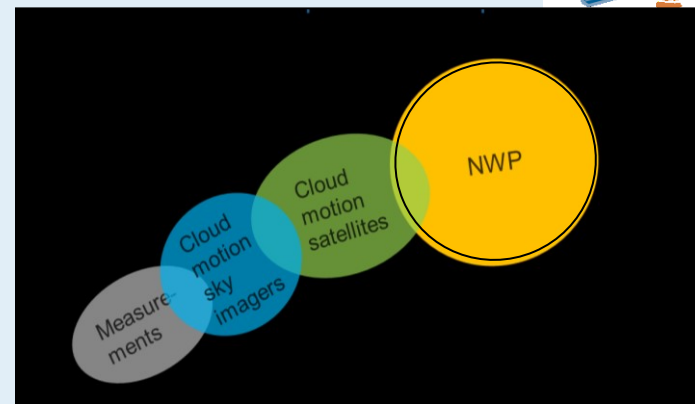 Measure-
ments
Cloud
motion
sky
imagers
Cloud
motion
satellites
NWP